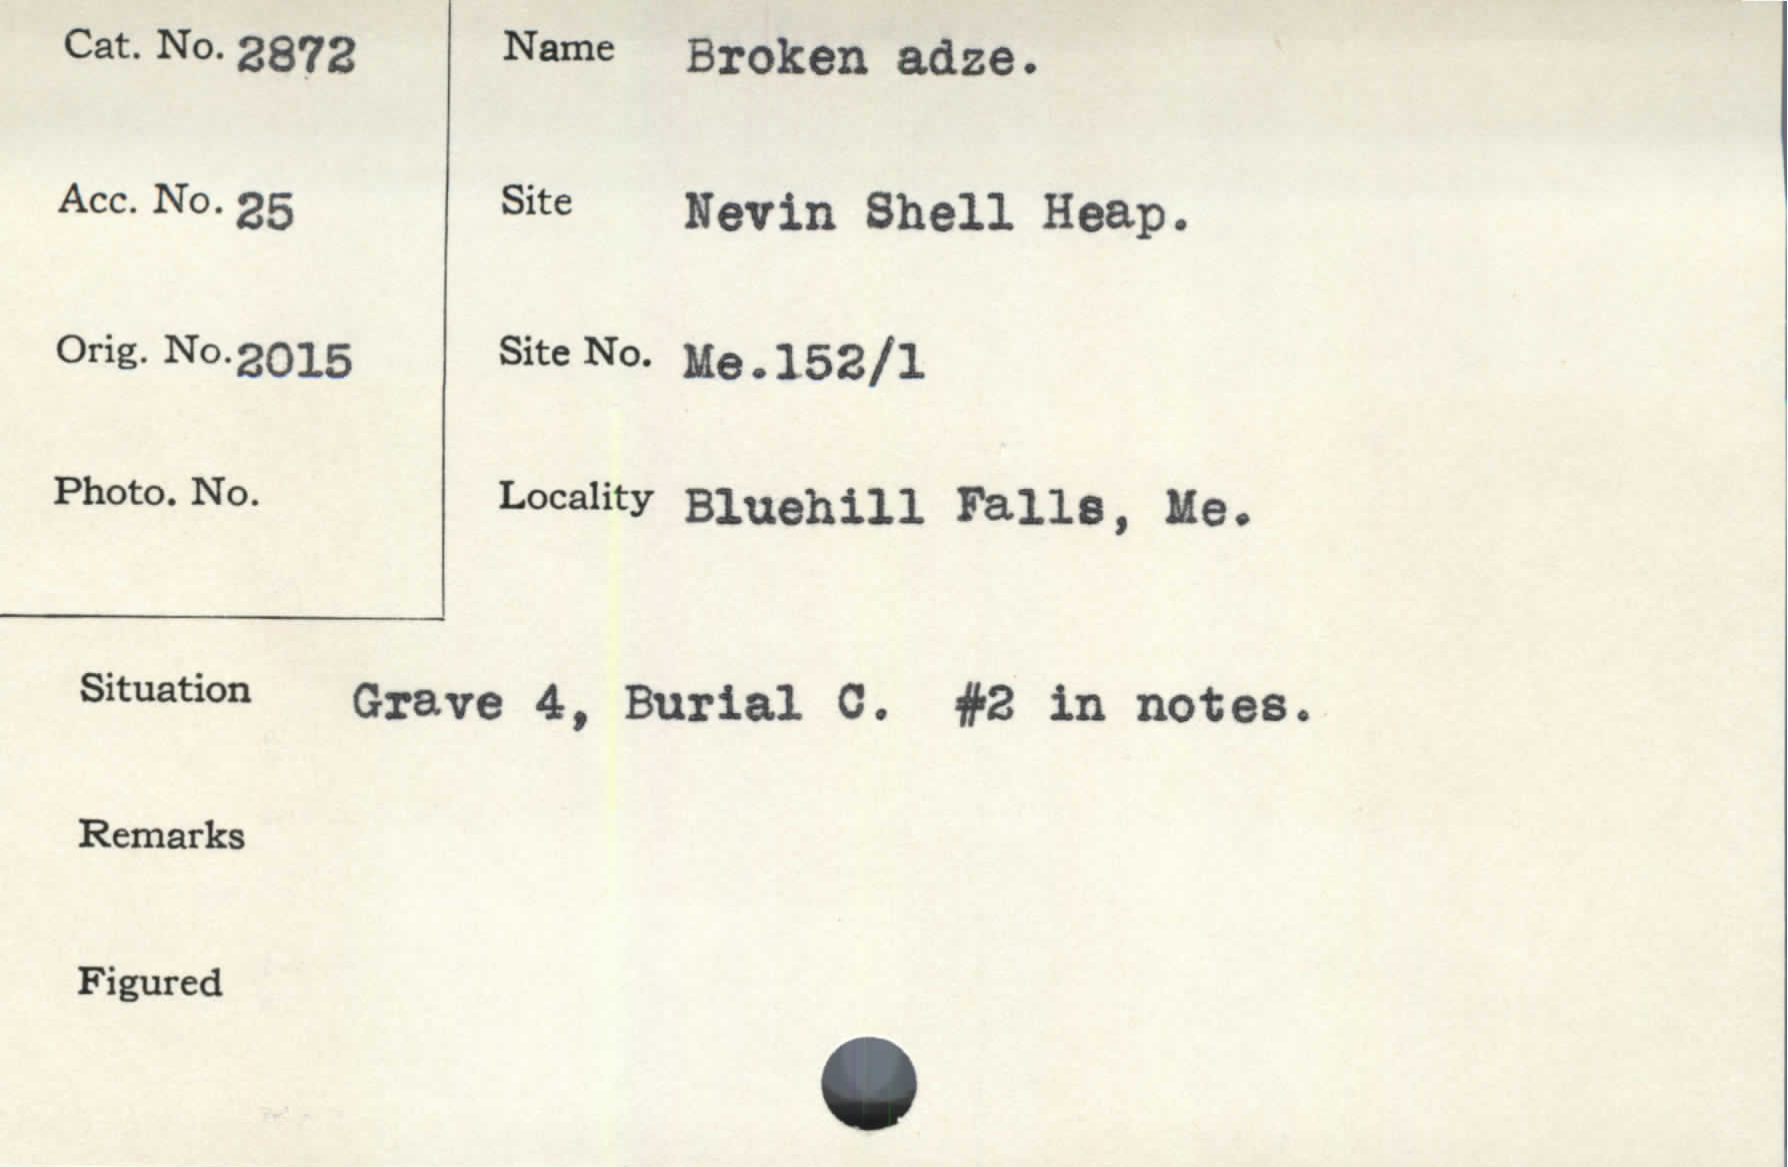 Cat. No. 2872
Name Broken adze.
Acc. No. 25
Site Nevin Shell Heap.
Orig. No. 2015
Site No. Me.152/1
Photo. No.
Locality Bluehill Falls, Me.
Situation Grave 4, Burial C. #2 in notes.
Remarks
Figured